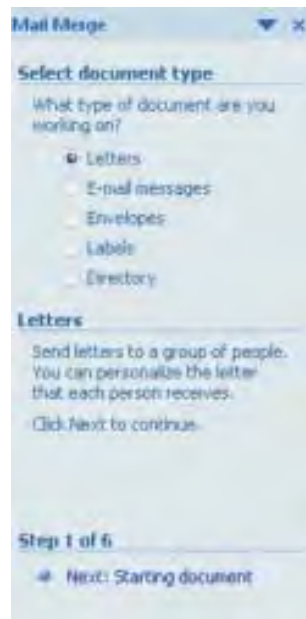 Mail Merge
Select document type
What type of document are you
working on?
Letters
E-mail messages
Envelopes
Labels
Directory
Letters
Send letters to a group of people.
You can personalize the letter
that each person receives.
Click Next to continue.
Step 1 of 6
Next: Starting document